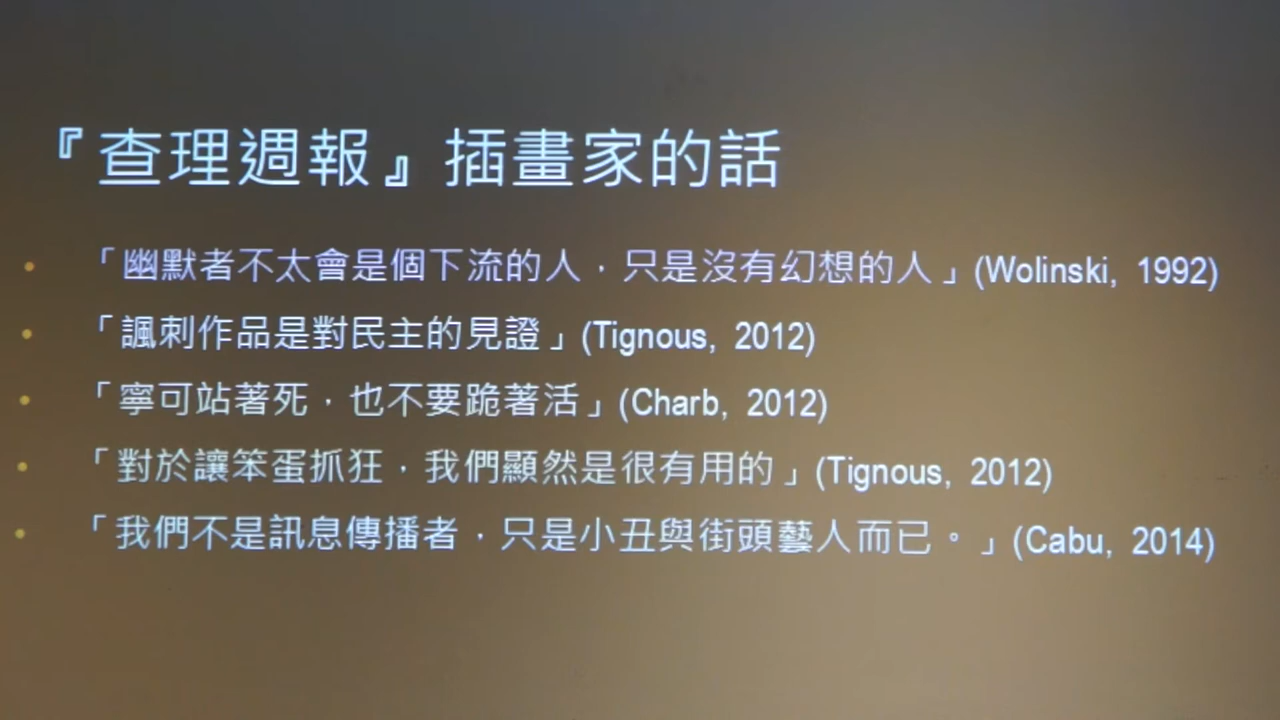 『查理週報』插畫家的話
「幽默者不太會是個下流的人，只是沒有幻想的人」(Wolinski, 1992)
「諷刺作品是對民主的見證」(Tignous, 2012)
「寧可站著死，也不要跪著活」(Charb, 2012)
「對於讓笨蛋抓狂，我們顯然是很有用的」(Tignous, 2012)
「我們不是訊息傳播者，只是小丑與街頭藝人而已。」(Cabu, 2014)